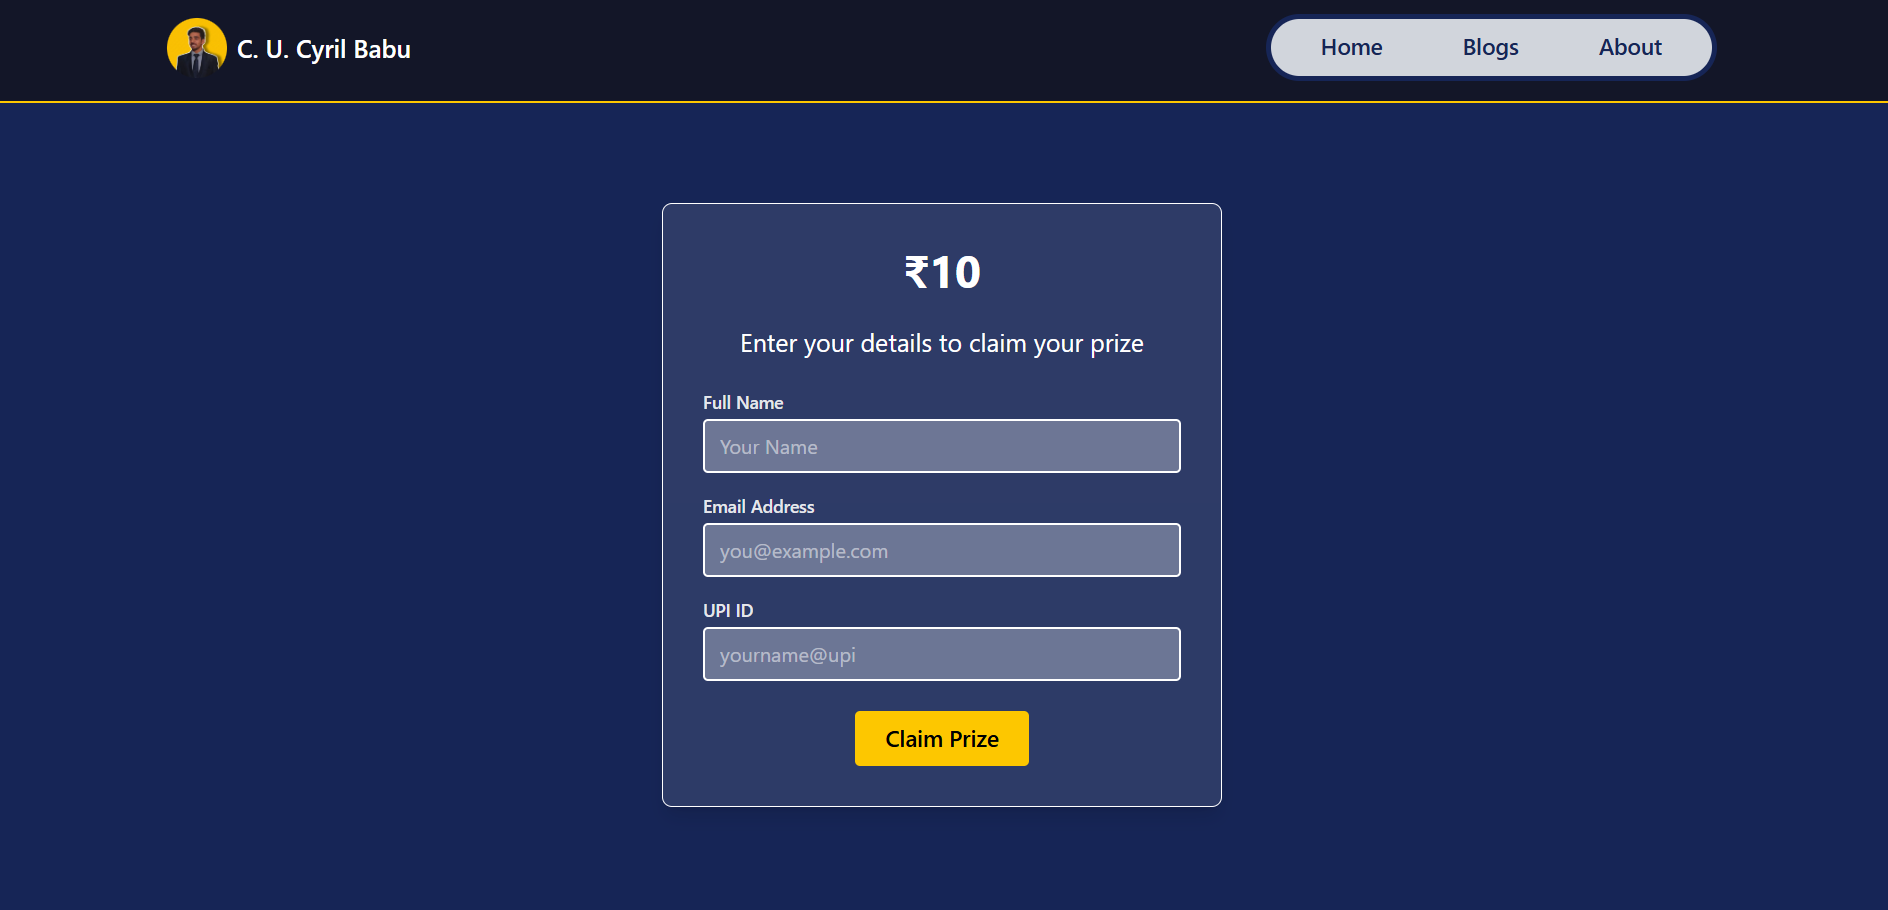 C. U. Cyril Babu
Home Blogs About
₹10
Enter your details to claim your prize
Full Name
Your Name
Email Address
you@example.com
UPI ID
yourname@upi
Claim Prize